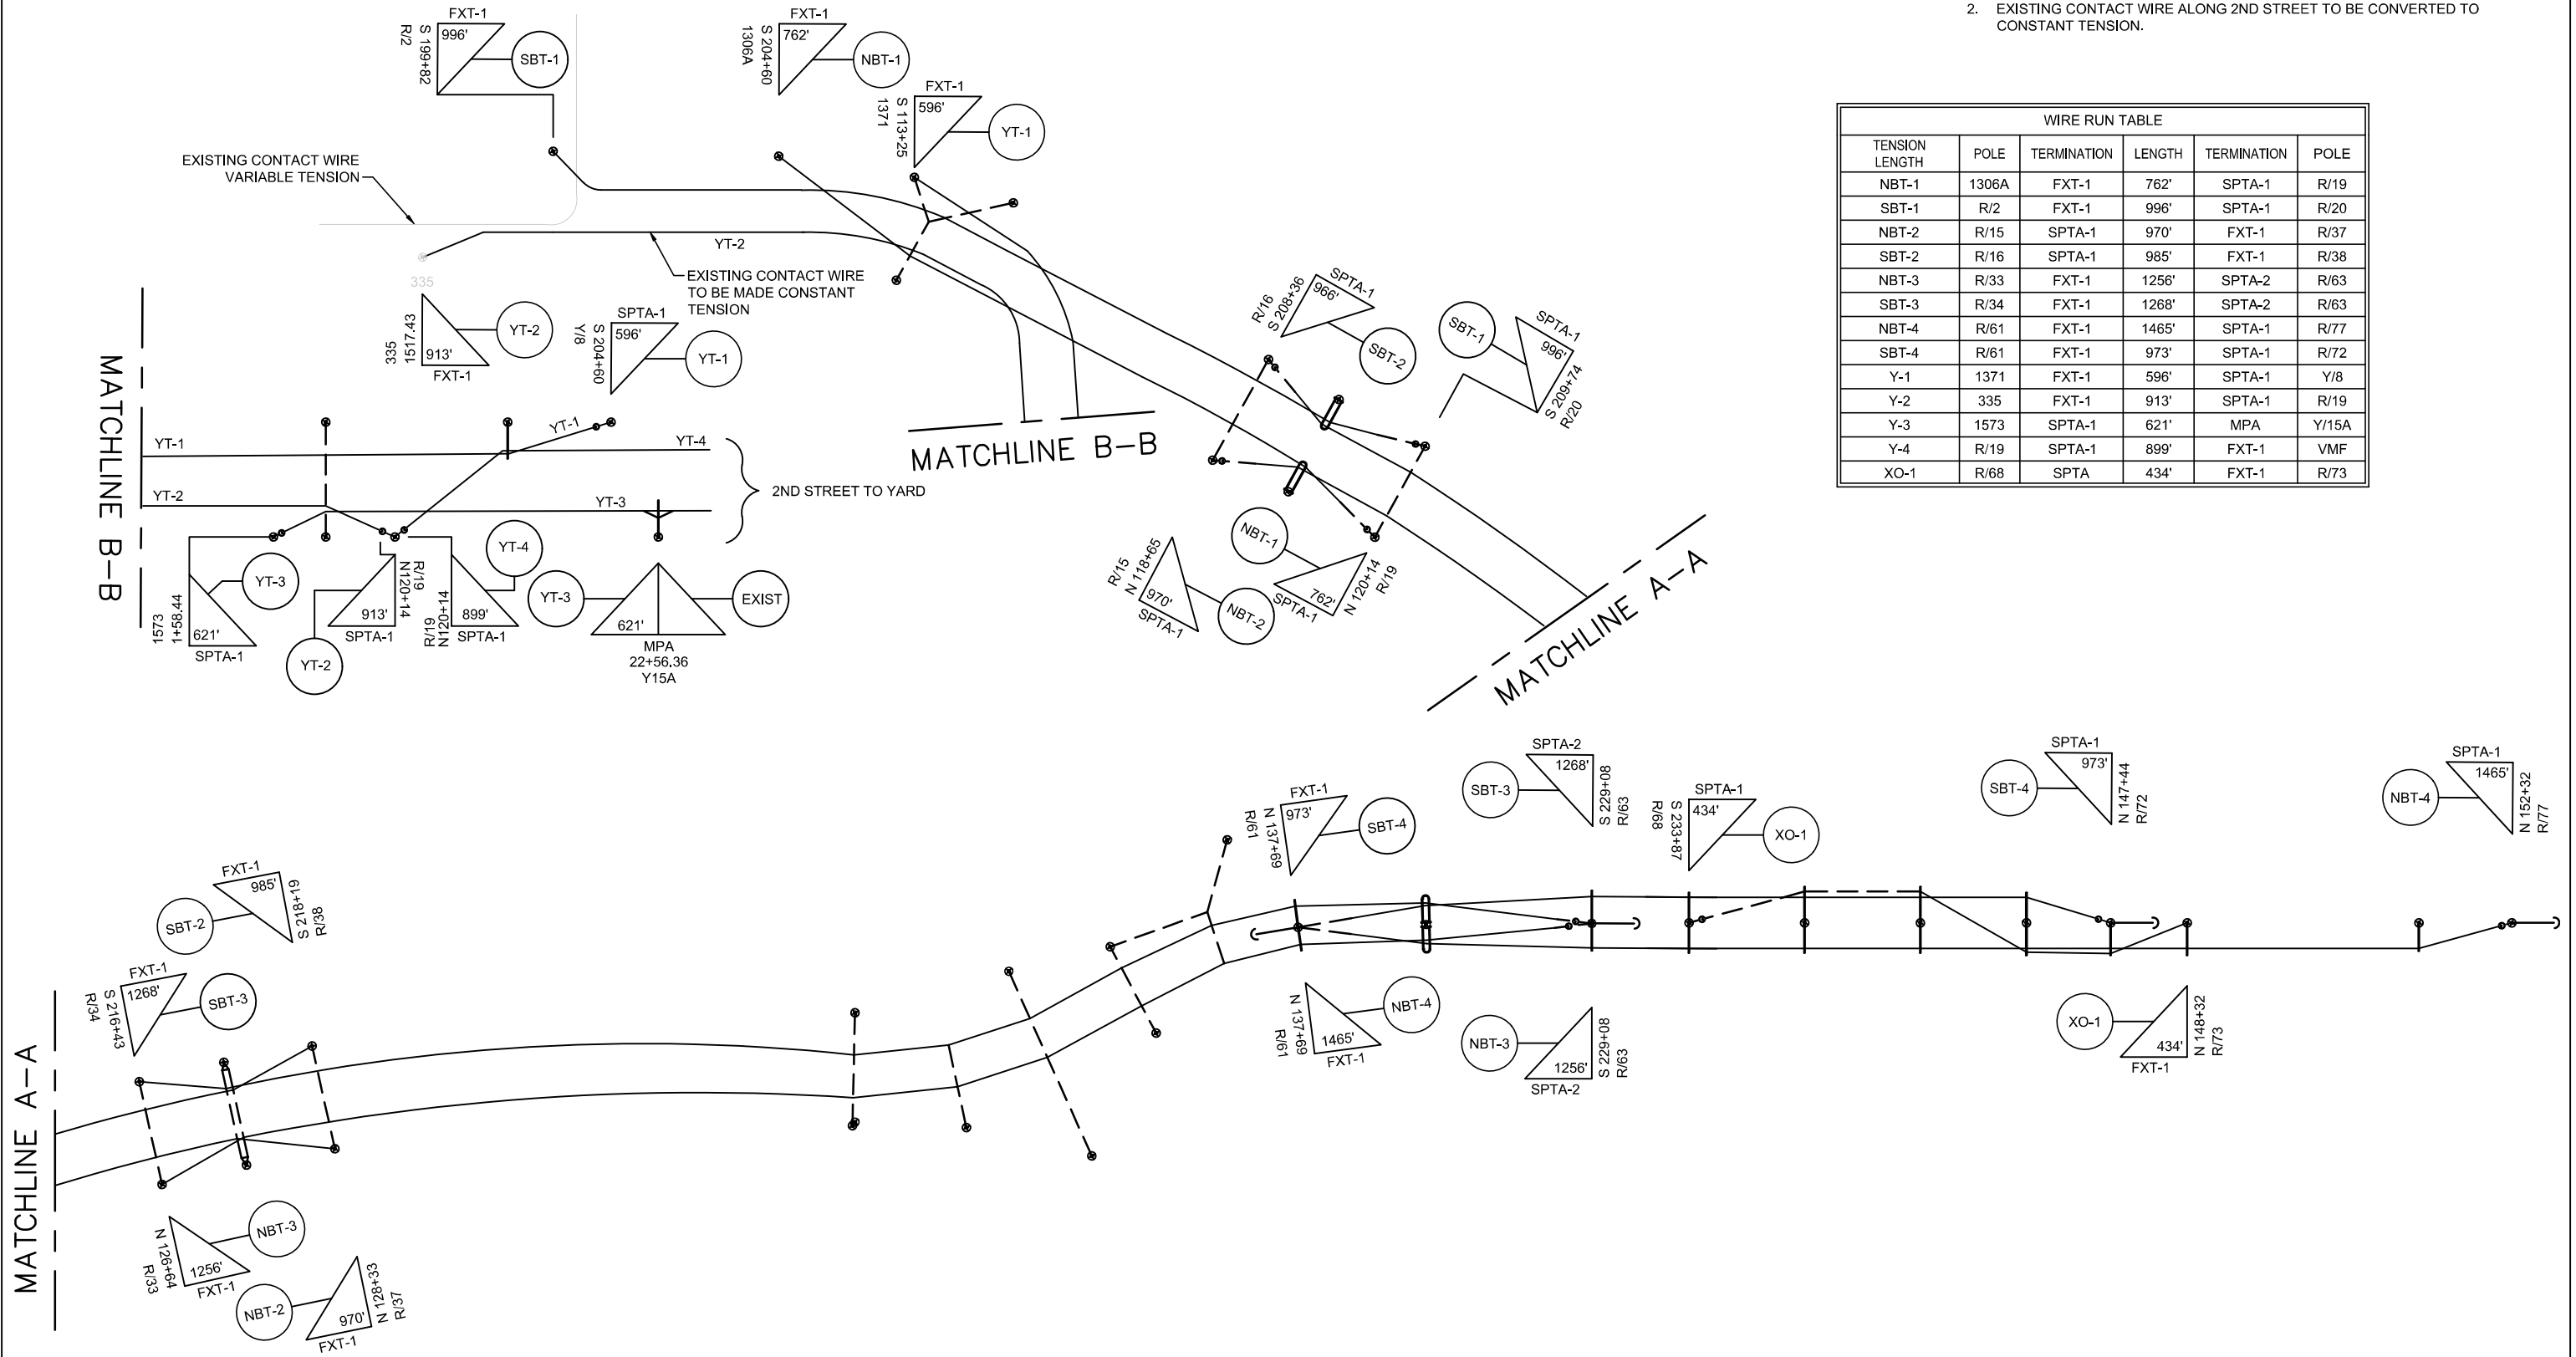 2. EXISTING CONTACT WIRE ALONG 2ND STREET TO BE CONVERTED TO
CONSTANT TENSION.
WIRE RUN TABLE
TENSION LENGTH POLE TERMINATION LENGTH TERMINATION POLE
NBT-1 1306A FXT-1 762' SPTA-1 R/19
SBT-1 R/2 FXT-1 996' SPTA-1 R/20
NBT-2 R/15 SPTA-1 970' FXT-1 R/37
SBT-2 R/16 SPTA-1 985' FXT-1 R/38
NBT-3 R/33 FXT-1 1256' SPTA-2 R/63
SBT-3 R/34 FXT-1 1268' SPTA-2 R/63
NBT-4 R/61 FXT-1 1465' SPTA-1 R/77
SBT-4 R/61 FXT-1 973' SPTA-1 R/72
Y-1 1371 FXT-1 596' SPTA-1 Y/8
Y-2 335 FXT-1 913' SPTA-1 R/19
Y-3 1573 SPTA-1 621' MPA Y/15A
Y-4 R/19 SPTA-1 899' FXT-1 VMF
XO-1 R/68 SPTA 434' FXT-1 R/73
FXT-1
996'
S 199+82
R/2
SBT-1
FXT-1
762'
S 204+60
1306A
NBT-1
FXT-1
596'
S 113+25
1371
YT-1
EXISTING CONTACT WIRE
VARIABLE TENSION
YT-2
EXISTING CONTACT WIRE
TO BE MADE CONSTANT
TENSION
335
335
1517.43
913'
FXT-1
YT-2
SPTA-1
596'
S 204+60
Y/8
YT-1
MATCHLINE B-B
MATCHLINE B-B
YT-1
YT-1
YT-4
YT-2
YT-3
2ND STREET TO YARD
1573
1+58.44
621'
SPTA-1
YT-3
913'
SPTA-1
R/19
N120+14
YT-2
R/19
N120+14
899'
SPTA-1
YT-4
YT-3
621'
EXIST
MPA
22+56.36
Y15A
SPTA-1
966'
R/16
S 208+36
SBT-2
SBT-1
SPTA-1
996'
S 209+74
R/20
R/15
N 118+65
970'
SPTA-1
NBT-2
NBT-1
762'
SPTA-1
N 120+14
R/19
MATCHLINE A-A
MATCHLINE A-A
FXT-1
985'
S 218+19
R/38
SBT-2
FXT-1
1268'
S 216+43
R/34
SBT-3
N 126+64
R/33
1256'
FXT-1
NBT-3
NBT-2
970'
FXT-1
N 128+33
R/37
FXT-1
973'
N 137+69
R/61
SBT-4
N 137+69
R/61
1465'
FXT-1
NBT-4
SPTA-2
1268'
S 229+08
R/63
SBT-3
NBT-3
1256'
SPTA-2
S 229+08
R/63
SPTA-1
434'
S 233+87
R/68
XO-1
SPTA-1
973'
N 147+44
R/72
SBT-4
XO-1
434'
FXT-1
N 148+32
R/73
SPTA-1
1465'
N 152+32
R/77
NBT-4